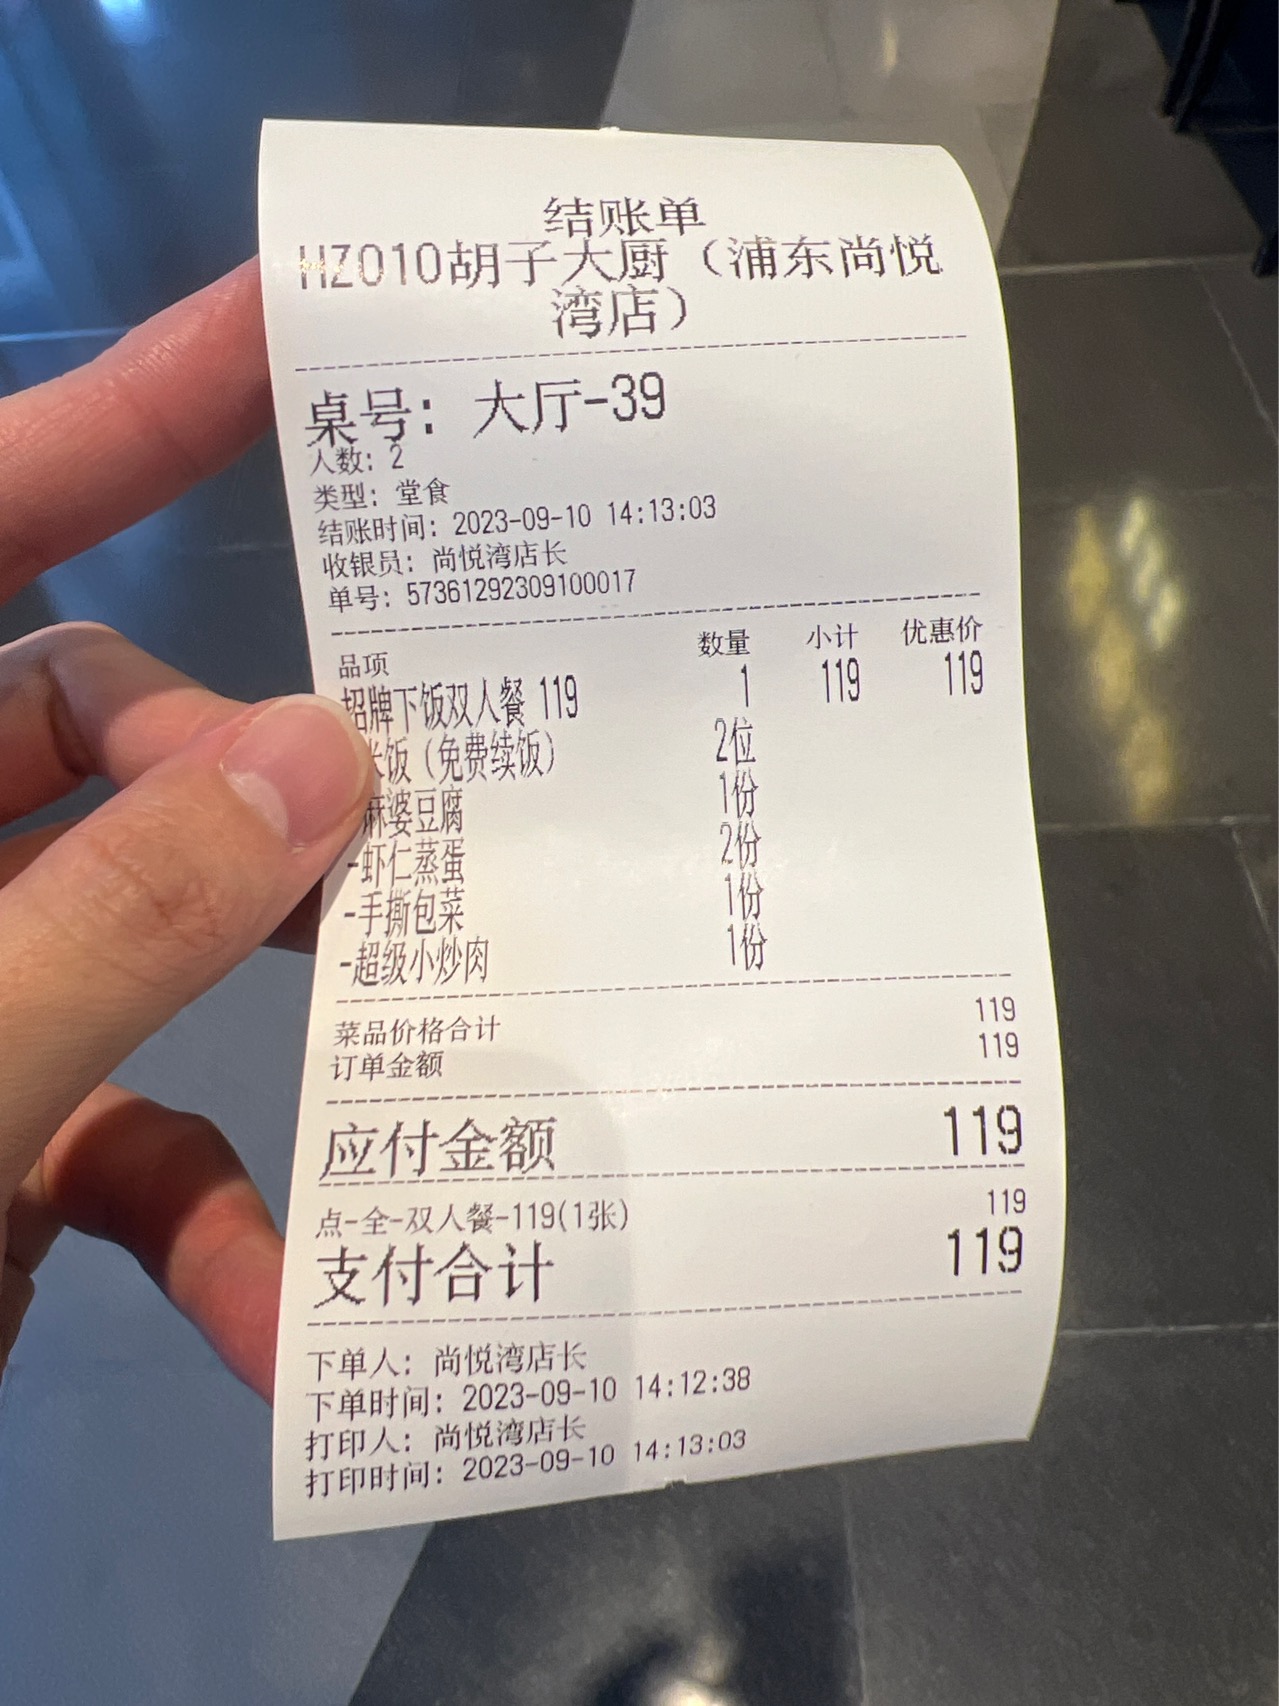 结账单
HZ010胡子大厨（浦东尚悦
湾店）
桌号： 大厅-39
人数: 2
类型: 堂食
结账时间: 2023-09-10 14:13:03
收银员: 尚悦湾店长
单号: 57361292309100017
品项 数量 小计 优惠价
招牌下饭双人餐 119 1 119 119
米饭（免费续饭） 2位
麻婆豆腐 1份
-虾仁蒸蛋 2份
-手撕包菜 1份
-超级小炒肉 1份
菜品价格合计 119
订单金额 119
应付金额 119
点-全-双人餐-119(1张) 119
支付合计 119
下单人: 尚悦湾店长
下单时间: 2023-09-10 14:12:38
打印人: 尚悦湾店长
打印时间: 2023-09-10 14:13:03